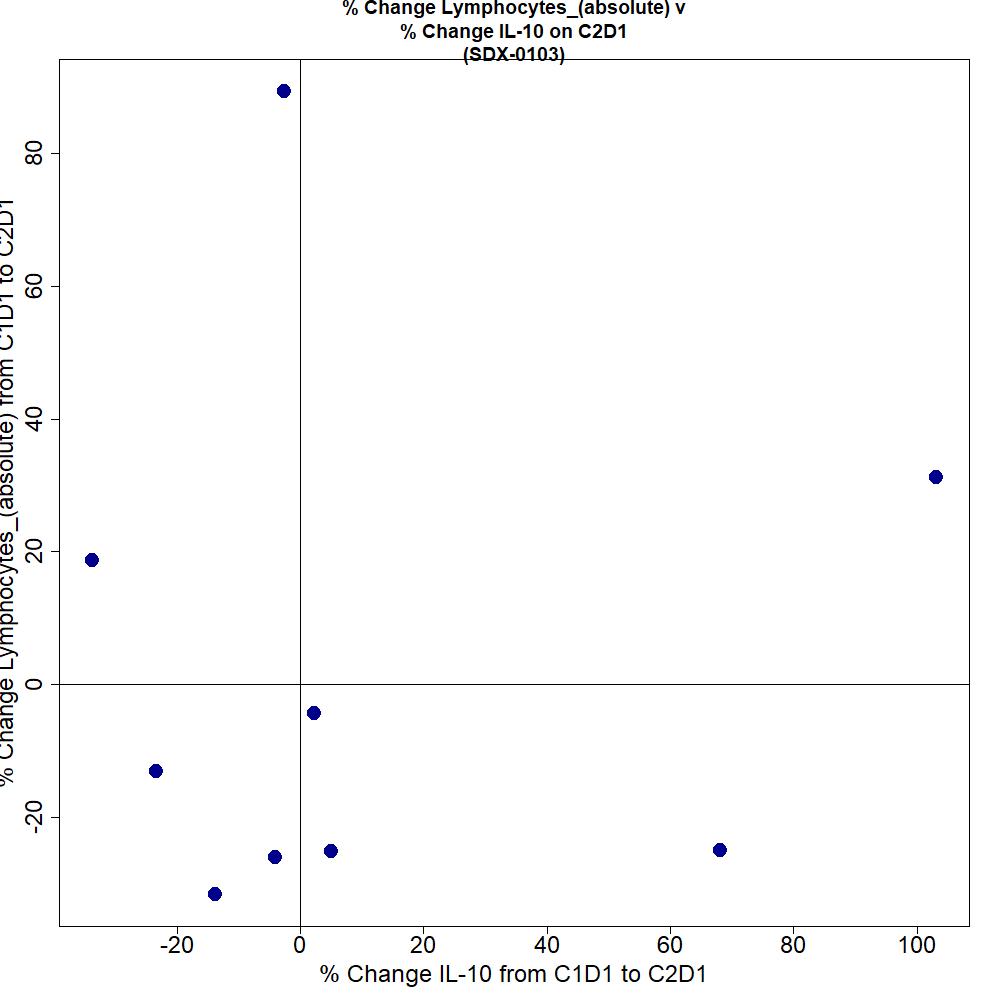 % Change Lymphocytes_(absolute) v
% Change IL-10 on C2D1
(SDX-0103)
% Change Lymphocytes_(absolute) from C1D1 to C2D1
80
60
40
20
0
-20
-20 0 20 40 60 80 100
% Change IL-10 from C1D1 to C2D1